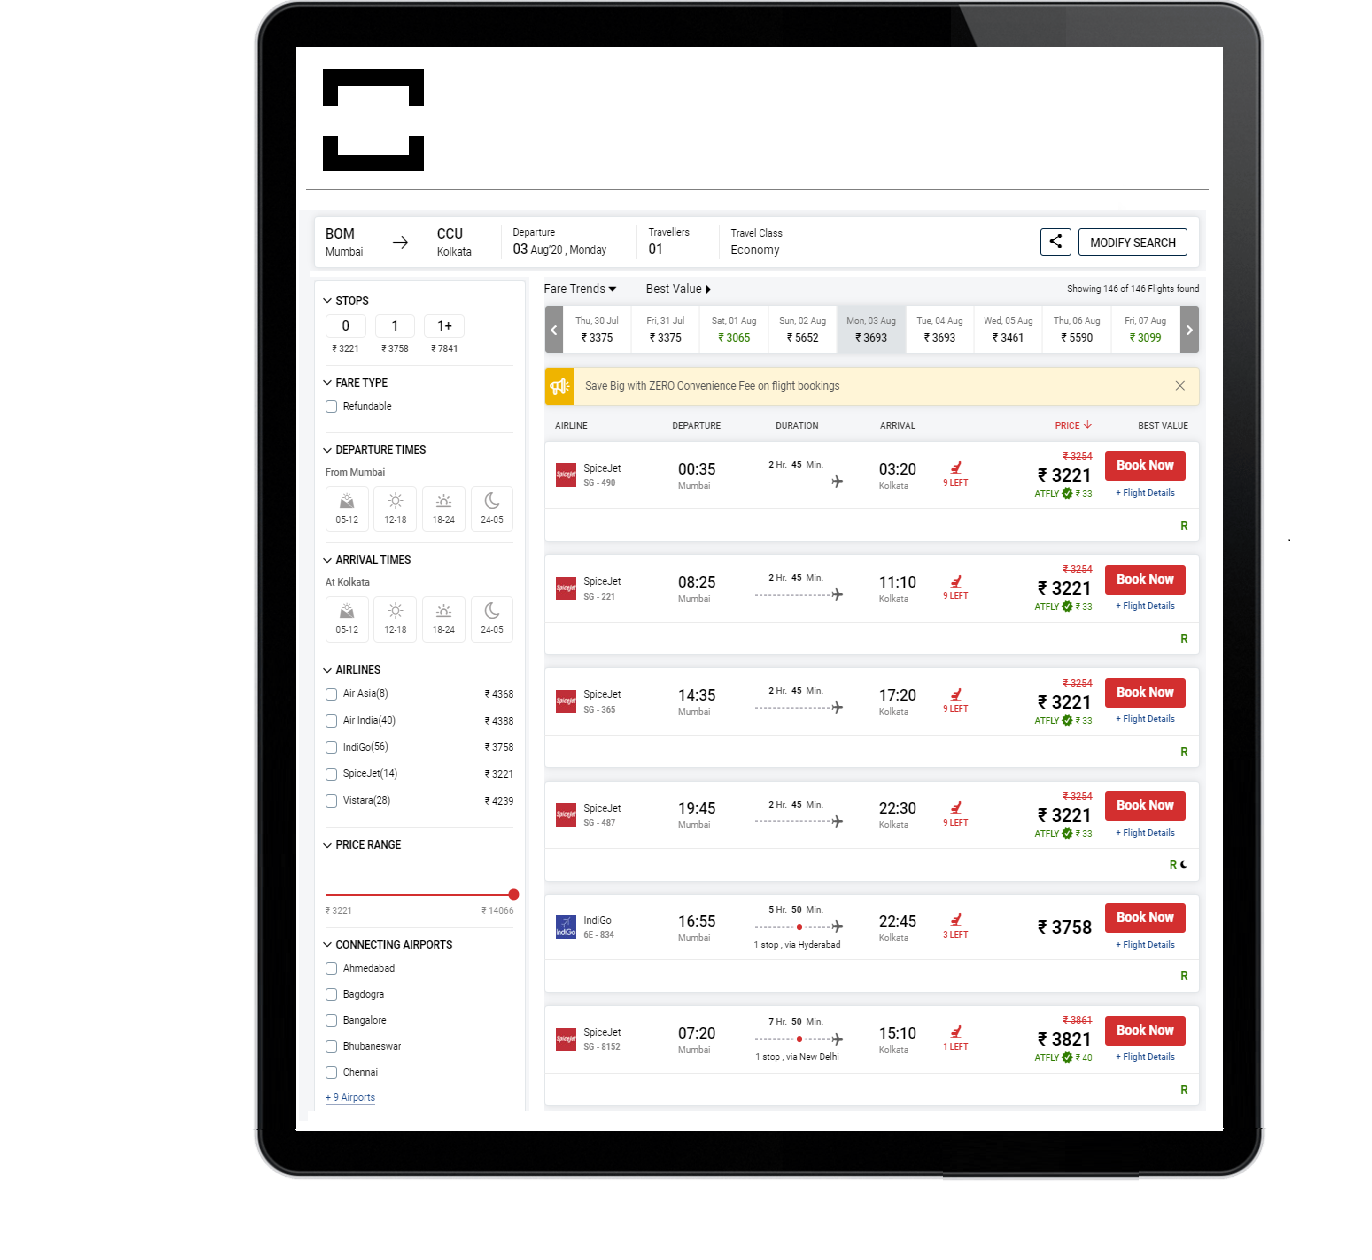 BOM → CCU Departure Travellers Travel Class
Mumbai Kolkata 03 Aug'20 , Monday 01 Economy MODIFY SEARCH
STOPS
0 1 1+
₹ 3221 ₹ 3758 ₹ 7841
FARE TYPE
Refundable
DEPARTURE TIMES
From Mumbai
05-12 12-18 18-24 24-05
ARRIVAL TIMES
At Kolkata
05-12 12-18 18-24 24-05
AIRLINES
Air Asia(8) ₹ 4368
Air India(40) ₹ 4388
IndiGo(56) ₹ 3758
SpiceJet(14) ₹ 3221
Vistara(28) ₹ 4239
PRICE RANGE
₹ 3221 ₹ 14066
CONNECTING AIRPORTS
Ahmedabad
Bagdogra
Bangalore
Bhubaneswar
Chennai
+ 9 Airports
Fare Trends Best Value Showing 146 of 146 Flights found
Thu, 30 Jul Fri, 31 Jul Sat, 01 Aug Sun, 02 Aug Mon, 03 Aug Tue, 04 Aug Wed, 05 Aug Thu, 06 Aug Fri, 07 Aug
₹ 3375 ₹ 3375 ₹ 3065 ₹ 5652 ₹ 3693 ₹ 3693 ₹ 3461 ₹ 5590 ₹ 3099
Save Big with ZERO Convenience Fee on flight bookings
AIRLINE DEPARTURE DURATION ARRIVAL PRICE ↓ BEST VALUE
₹ 3254
SpiceJet 00:35 2 Hr. 45 Min. 03:20 ₹ 3221 Book Now
SG - 490 Mumbai Kolkata 9 LEFT ATFLY ₹ 33 + Flight Details
R
₹ 3254
SpiceJet 08:25 2 Hr. 45 Min. 11:10 ₹ 3221 Book Now
SG - 221 Mumbai Kolkata 9 LEFT ATFLY ₹ 33 + Flight Details
R
₹ 3254
SpiceJet 14:35 2 Hr. 45 Min. 17:20 ₹ 3221 Book Now
SG - 365 Mumbai Kolkata 9 LEFT ATFLY ₹ 33 + Flight Details
R
₹ 3254
SpiceJet 19:45 2 Hr. 45 Min. 22:30 ₹ 3221 Book Now
SG - 487 Mumbai Kolkata 9 LEFT ATFLY ₹ 33 + Flight Details
R
IndiGo 16:55 5 Hr. 50 Min. 22:45 ₹ 3758 Book Now
6E - 834 Mumbai 1 stop , via Hyderabad Kolkata 3 LEFT + Flight Details
R
₹ 3861
SpiceJet 07:20 7 Hr. 50 Min. 15:10 ₹ 3821 Book Now
SG - 8152 Mumbai 1 stop , via New Delhi Kolkata 1 LEFT ATFLY ₹ 40 + Flight Details
R